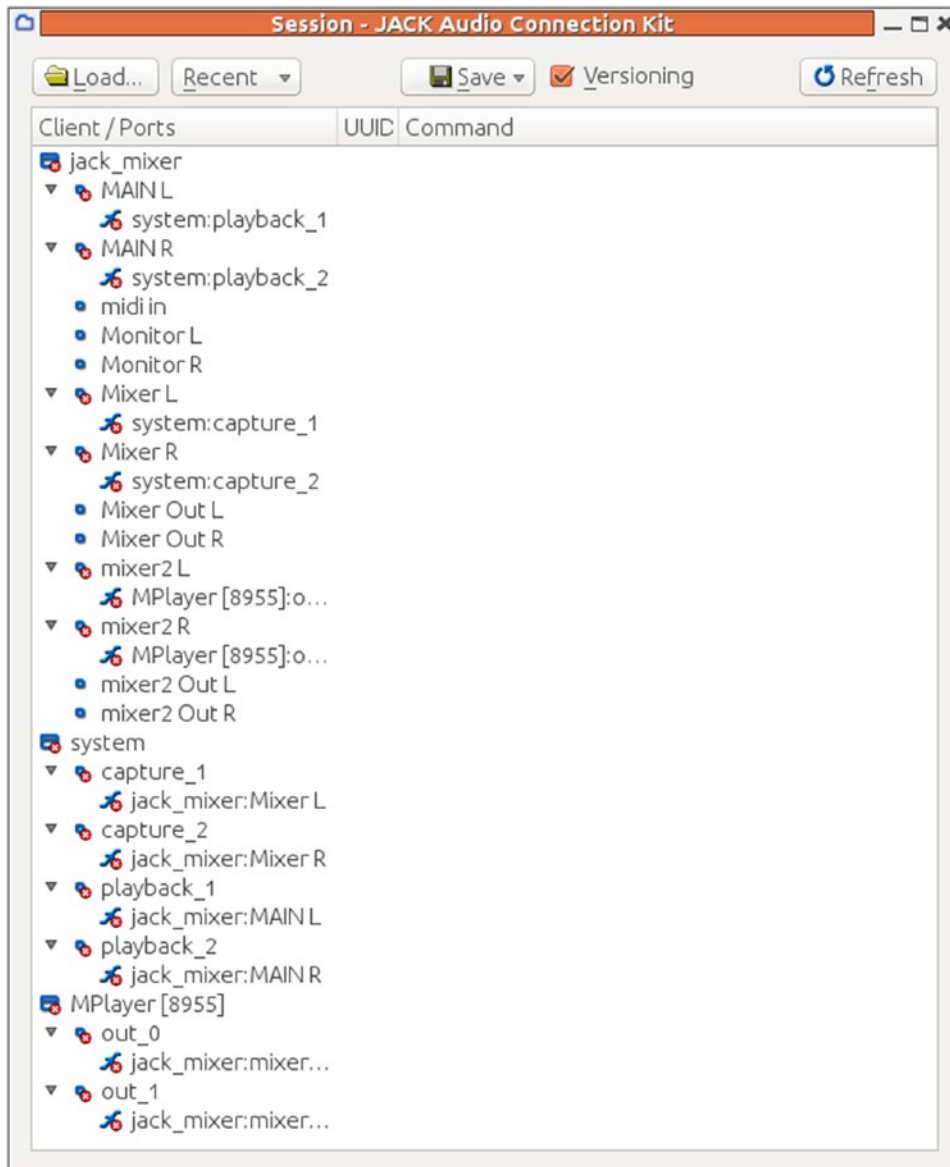 Session - JACK Audio Connection Kit
Load... Recent Save Versioning Refresh
Client / Ports UUID Command
jack_mixer
MAIN L
system:playback_1
MAIN R
system:playback_2
midi in
Monitor L
Monitor R
Mixer L
system:capture_1
Mixer R
system:capture_2
Mixer Out L
Mixer Out R
mixer2 L
MPlayer [8955]:o...
mixer2 R
MPlayer [8955]:o...
mixer2 Out L
mixer2 Out R
system
capture_1
jack_mixer:Mixer L
capture_2
jack_mixer:Mixer R
playback_1
jack_mixer:MAIN L
playback_2
jack_mixer:MAIN R
MPlayer [8955]
out_0
jack_mixer:mixer...
out_1
jack_mixer:mixer...